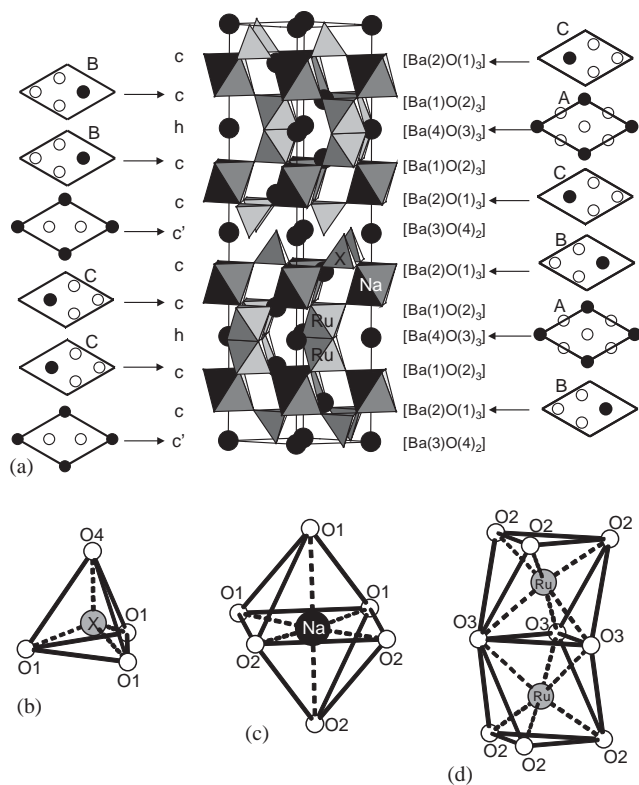 (a)
B
B
C
C
c
c
h
c
c
c'
c
c
h
c
c
c'
X
Na
Ru
Ru
[Ba(2)O(1)₃]
[Ba(1)O(2)₃]
[Ba(4)O(3)₃]
[Ba(1)O(2)₃]
[Ba(2)O(1)₃]
[Ba(3)O(4)₂]
[Ba(2)O(1)₃]
[Ba(1)O(2)₃]
[Ba(4)O(3)₃]
[Ba(1)O(2)₃]
[Ba(2)O(1)₃]
[Ba(3)O(4)₂]
C
A
C
B
A
B
O4
X
O1
O1
O1
(b)
O1
O1
O1
Na
O2
O2
O2
(c)
O2
O2
O2
Ru
O3
O3
O3
Ru
O2
O2
O2
(d)